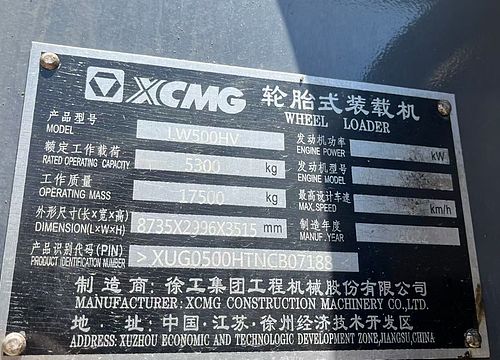 XCMG 轮胎式装载机
WHEEL LOADER
产品型号 LW500HV 发动机功率 kW
MODEL ENGINE POWER
额定工作载荷 5300 kg 发动机型号
RATED OPERATING CAPACITY ENGINE MODEL
工作质量 17500 kg 最高设计车速 km/h
OPERATING MASS MAX. SPEED
外形尺寸(长×宽×高) 8735X2996X3515 mm 制造年度
DIMENSION(L×W×H) MANUF.YEAR
产品识别代码(PIN) >XUG0500HTNCB07188<
PRODUCT IDENTIFICATION NUMBER
制造商:徐工集团工程机械股份有限公司
MANUFACTURER: XCMG CONSTRUCTION MACHINERY CO.,LTD.
地·址:中国·江苏·徐州经济技术开发区
ADDRESS: XUZHOU ECONOMIC AND TECHNOLOGIC DEVELOPMENT ZONE,JIANGSU,CHINA